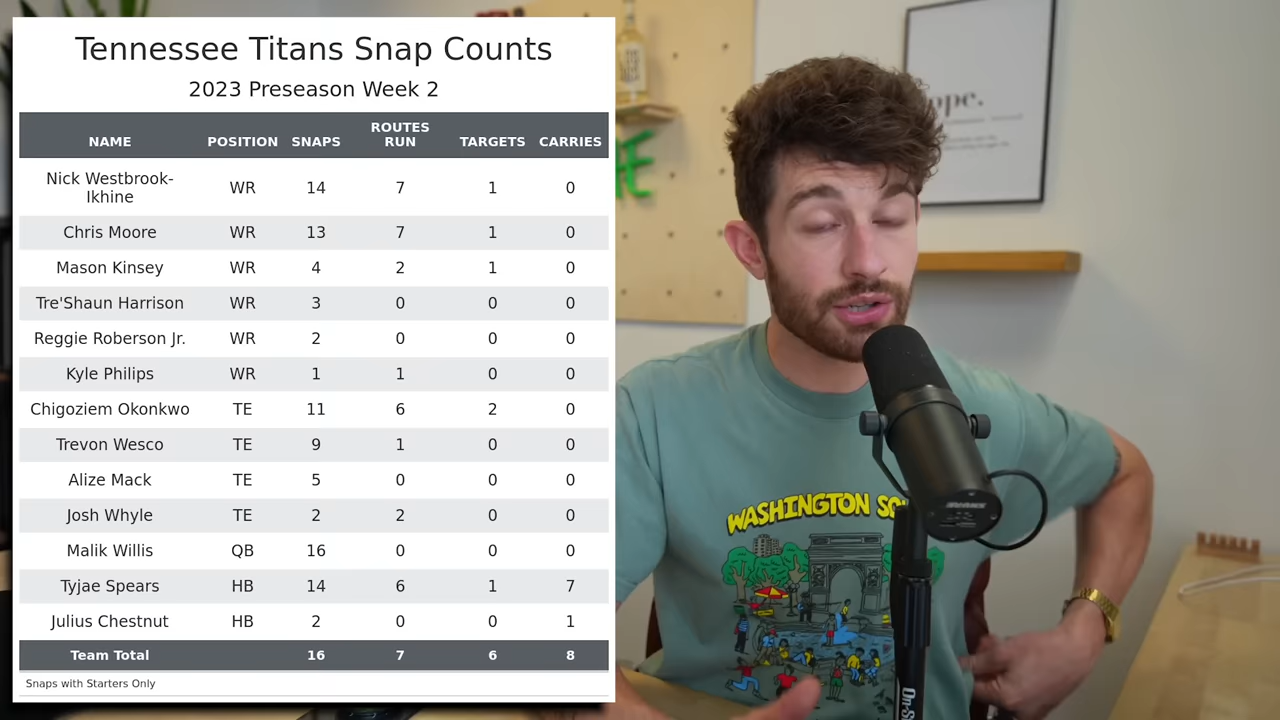 Tennessee Titans Snap Counts
2023 Preseason Week 2
NAME POSITION SNAPS ROUTES RUN TARGETS CARRIES
Nick Westbrook-
Ikhine WR 14 7 1 0
Chris Moore WR 13 7 1 0
Mason Kinsey WR 4 2 1 0
Tre'Shaun Harrison WR 3 0 0 0
Reggie Roberson Jr. WR 2 0 0 0
Kyle Philips WR 1 1 0 0
Chigoziem Okonkwo TE 11 6 2 0
Trevon Wesco TE 9 1 0 0
Alize Mack TE 5 0 0 0
Josh Whyle TE 2 2 0 0
Malik Willis QB 16 0 0 0
Tyjae Spears HB 14 6 1 7
Julius Chestnut HB 2 0 0 1
Team Total 16 7 6 8
Snaps with Starters Only
WASHINGTON